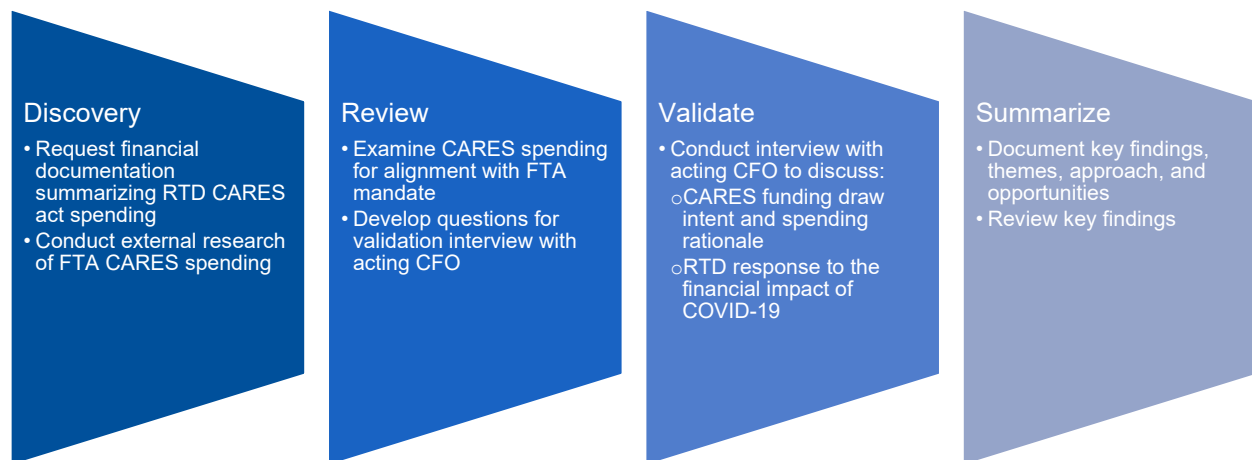 Discovery
• Request financial
documentation
summarizing RTD CARES
act spending
• Conduct external research
of FTA CARES spending
Review
• Examine CARES spending
for alignment with FTA
mandate
• Develop questions for
validation interview with
acting CFO
Validate
• Conduct interview with
acting CFO to discuss:
oCARES funding draw
intent and spending
rationale
oRTD response to the
financial impact of
COVID-19
Summarize
• Document key findings,
themes, approach, and
opportunities
• Review key findings